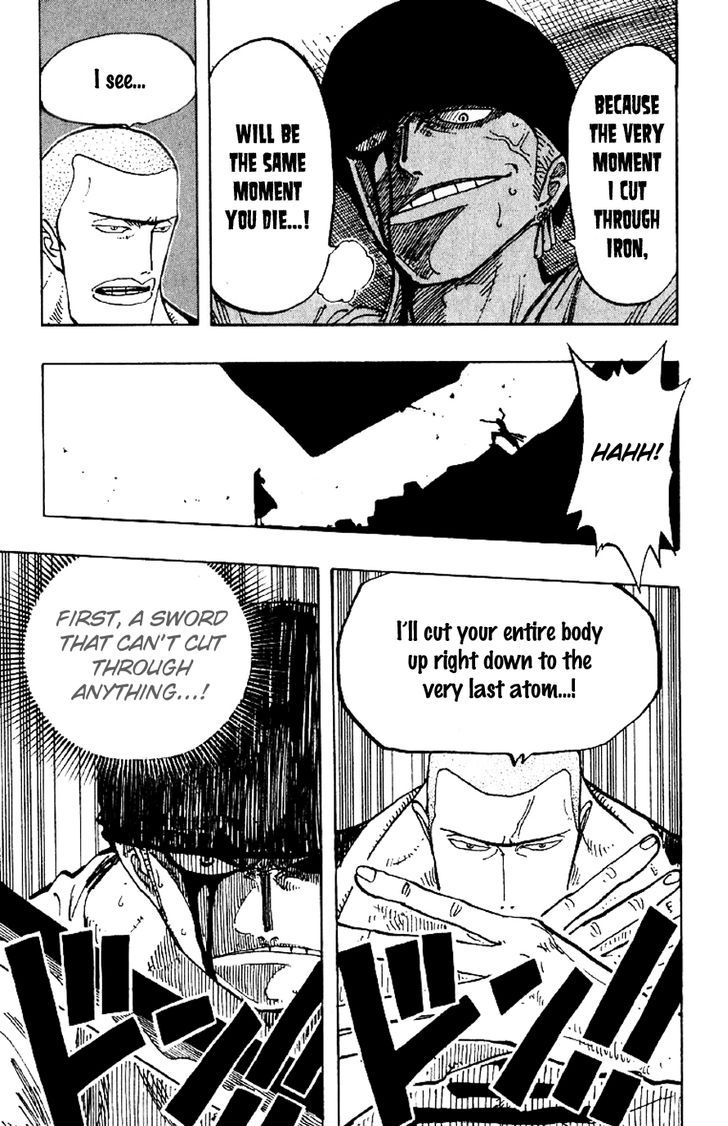 BECAUSE
THE VERY
MOMENT
I CUT
THROUGH
IRON,
WILL BE
THE SAME
MOMENT
YOU DIE...!
I see...
HAHH!
I'll cut your entire body
up right down to the
very last atom...!
ドン!!
FIRST, A SWORD
THAT CAN'T CUT
THROUGH
ANYTHING...!
ドン!!